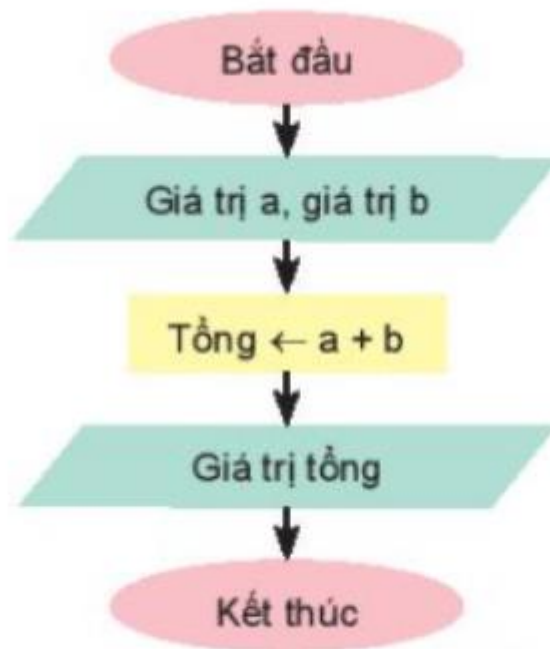 Bắt đầu
Giá trị a, giá trị b
Tổng ← a + b
Giá trị tổng
Kết thúc